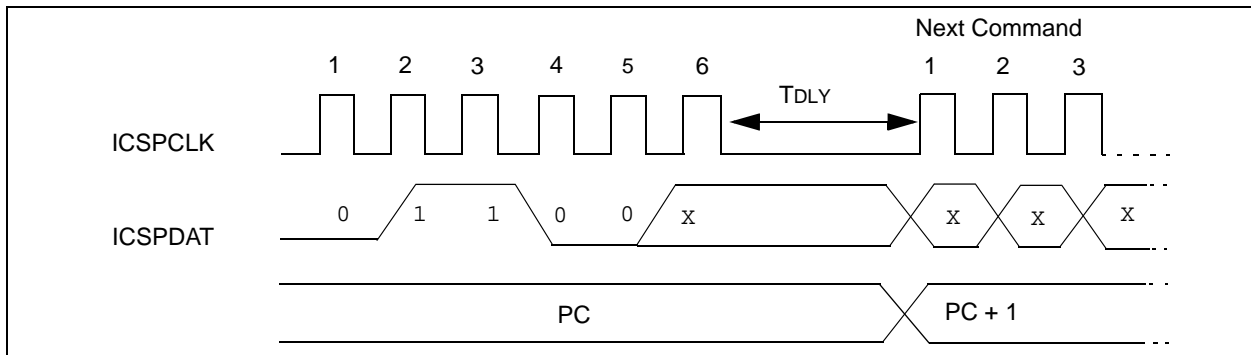 Next Command
1 2 3 4 5 6 1 2 3
TDLY
ICSPCLK
0 1 1 0 0 x x x x
ICSPDAT
PC PC + 1